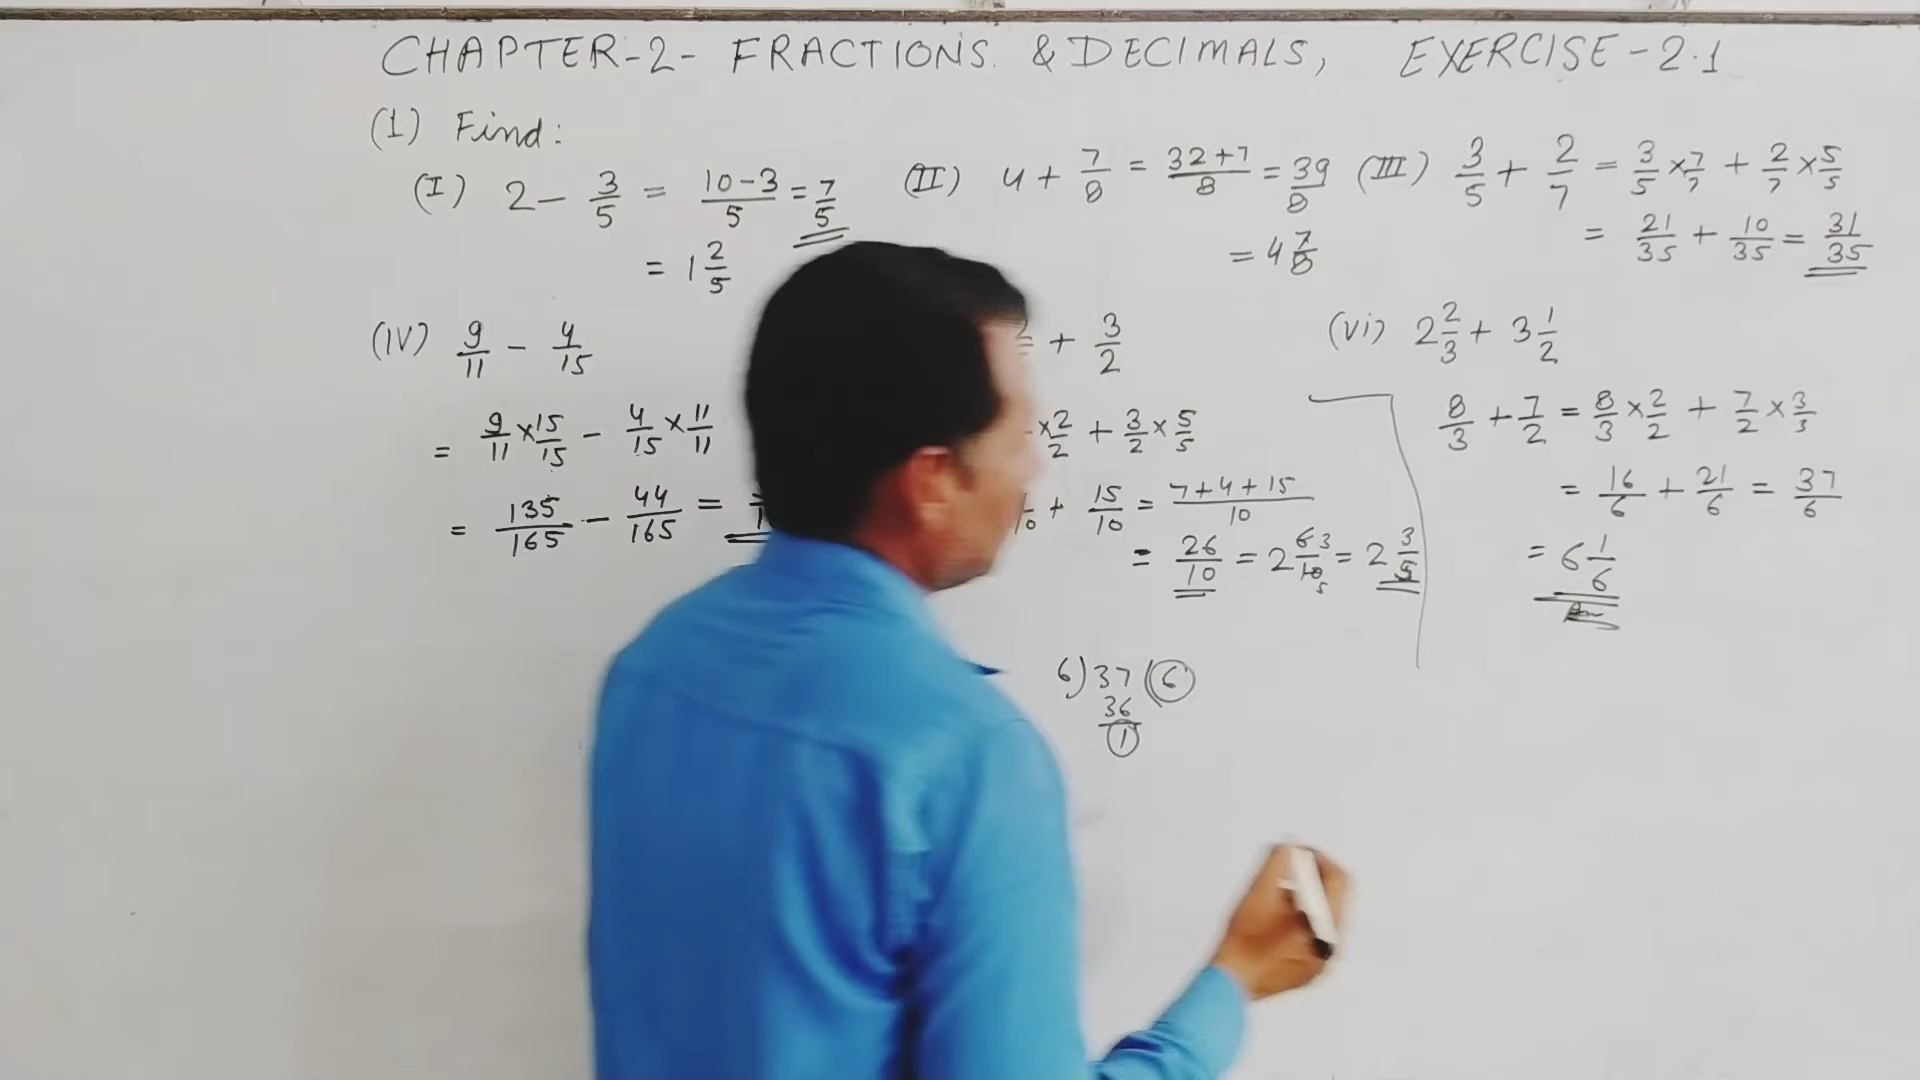 CHAPTER-2- FRACTIONS & DECIMALS, EXERCISE-2.1
(1) Find:
(I) 2 - 3/5 = 10-3/5 = 7/5
= 1 2/5
(II) 4 + 7/8 = 32+7/8 = 39/8
= 4 7/8
(III) 3/5 + 2/7 = 3/5 × 7/7 + 2/7 × 5/5
= 21/35 + 10/35 = 31/35
(IV) 9/11 - 4/15
= 9/11 × 15/15 - 4/15 × 11/11
= 135/165 - 44/165 =
+ 3/2
× 2/2 + 3/2 × 5/5
+ 15/10 = 7+4+15/10
= 26/10 = 2 6/10 3 5 = 2 3/5
(vi) 2 2/3 + 3 1/2
8/3 + 7/2 = 8/3 × 2/2 + 7/2 × 3/3
= 16/6 + 21/6 = 37/6
= 6 1/6
6)37(6
36
1